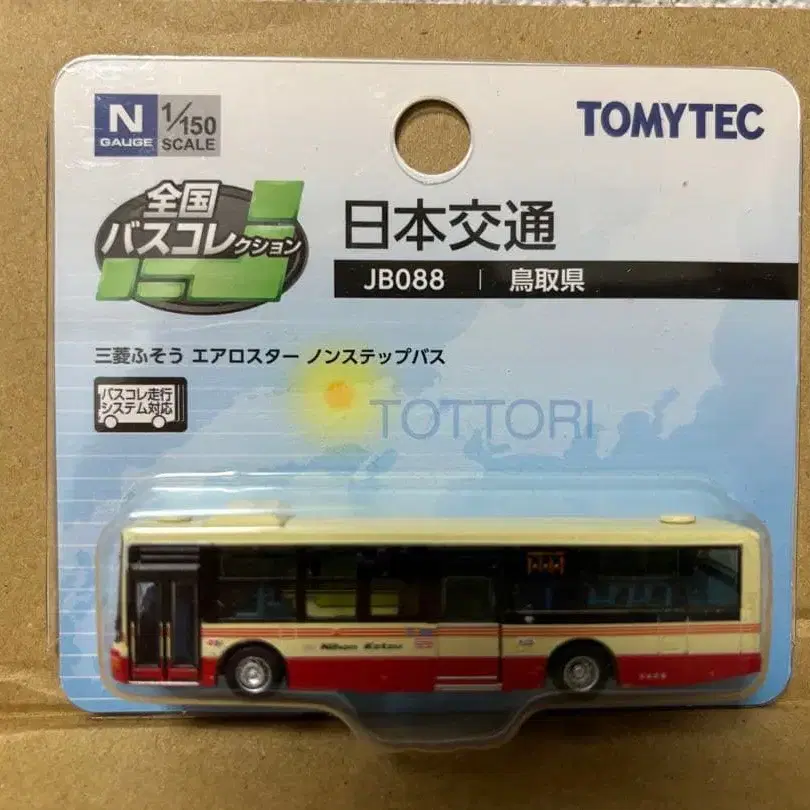 N
GAUGE
1/150
SCALE
TOMYTEC
全国
バスコレクション
日本交通
JB088 | 鳥取県
三菱ふそう エアロスター ノンステップバス
バスコレ走行
システム対応
TOTTORI
Nihon Kotsu